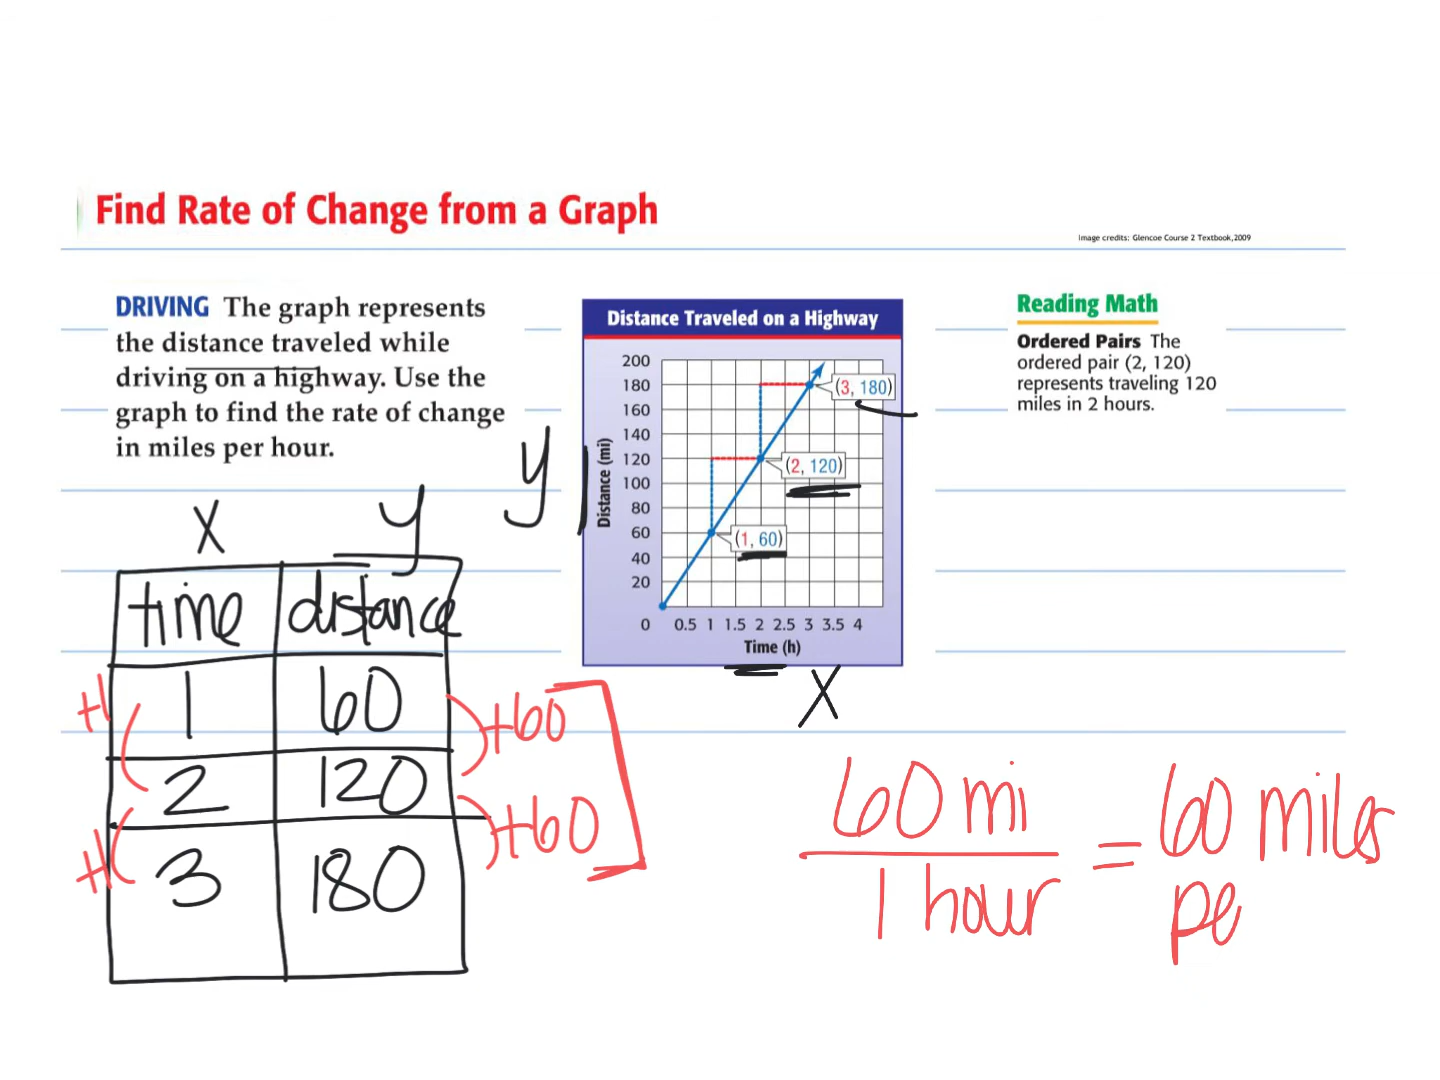 Find Rate of Change from a Graph
Image credits: Glencoe Course 2 Textbook,2009
DRIVING The graph represents
the distance traveled while
driving on a highway. Use the
graph to find the rate of change
in miles per hour.
Distance Traveled on a Highway
Distance (mi)
200
180
160
140
120
100
80
60
40
20
0 0.5 1 1.5 2 2.5 3 3.5 4
Time (h)
(3, 180)
(2, 120)
(1, 60)
y
x
Reading Math
Ordered Pairs The
ordered pair (2, 120)
represents traveling 120
miles in 2 hours.
x y
time distance
1 60
2 120
3 180
+1
+1
+60
+60
60 mi
1 hour
= 60 miles
pe